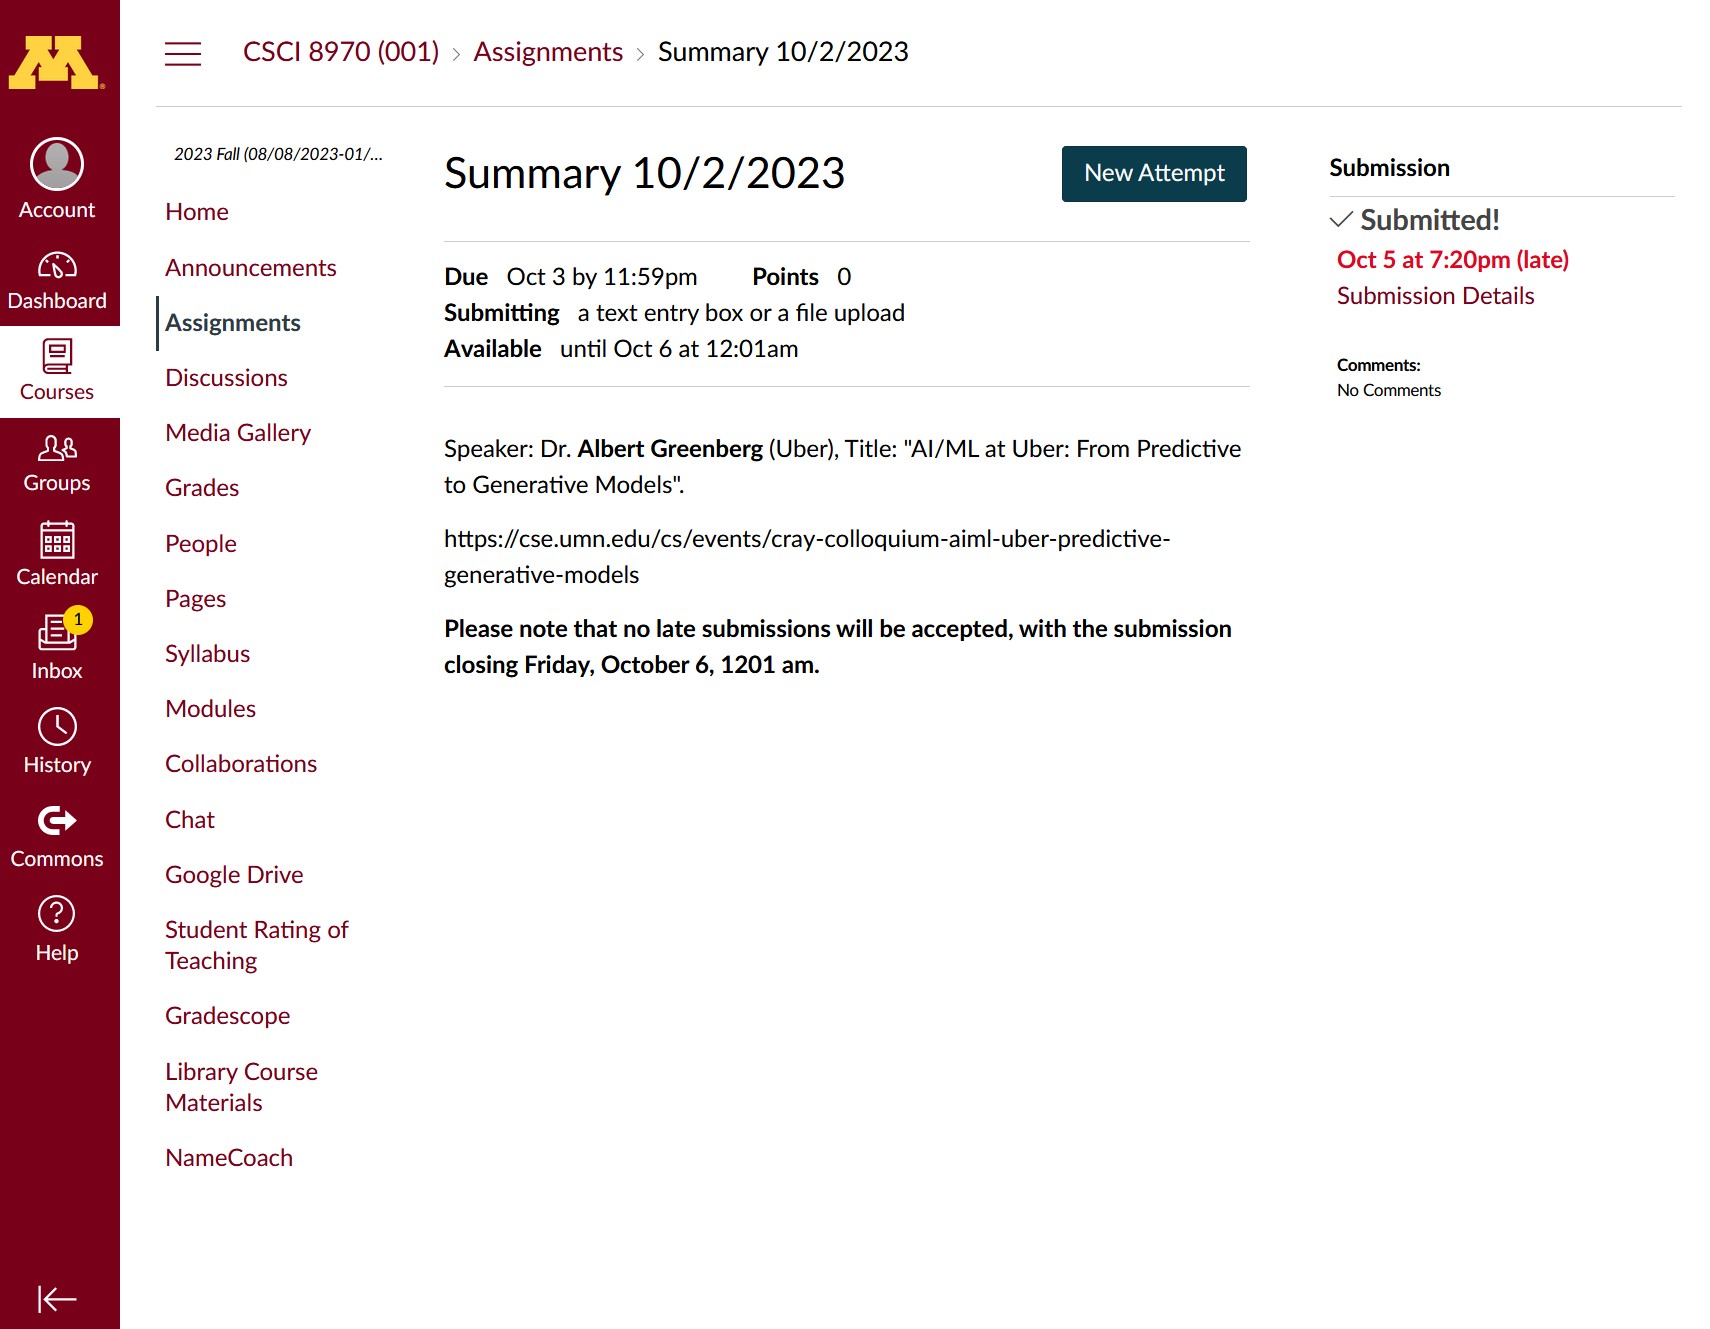 CSCI 8970 (001) › Assignments › Summary 10/2/2023
Account
Dashboard
Courses
Groups
Calendar
1
Inbox
History
Commons
Help
2023 Fall (08/08/2023-01/...
Home
Announcements
Assignments
Discussions
Media Gallery
Grades
People
Pages
Syllabus
Modules
Collaborations
Chat
Google Drive
Student Rating of
Teaching
Gradescope
Library Course
Materials
NameCoach
Summary 10/2/2023
New Attempt
Due Oct 3 by 11:59pm Points 0
Submitting a text entry box or a file upload
Available until Oct 6 at 12:01am
Speaker: Dr. Albert Greenberg (Uber), Title: "AI/ML at Uber: From Predictive
to Generative Models".
https://cse.umn.edu/cs/events/cray-colloquium-aiml-uber-predictive-
generative-models
Please note that no late submissions will be accepted, with the submission
closing Friday, October 6, 1201 am.
Submission
Submitted!
Oct 5 at 7:20pm (late)
Submission Details
Comments:
No Comments